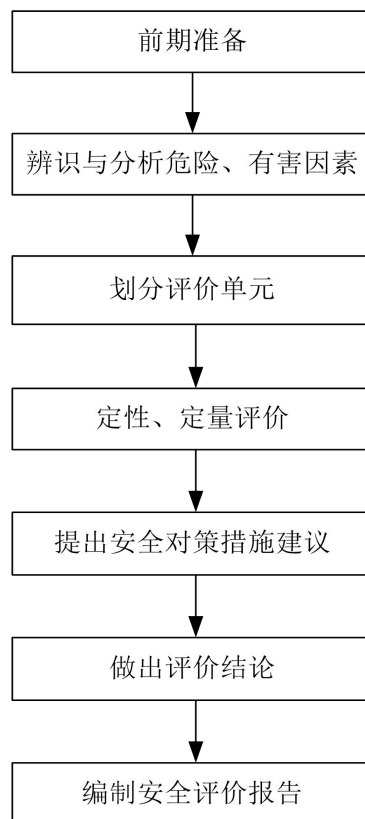 前期准备
辨识与分析危险、有害因素
划分评价单元
定性、定量评价
提出安全对策措施建议
做出评价结论
编制安全评价报告